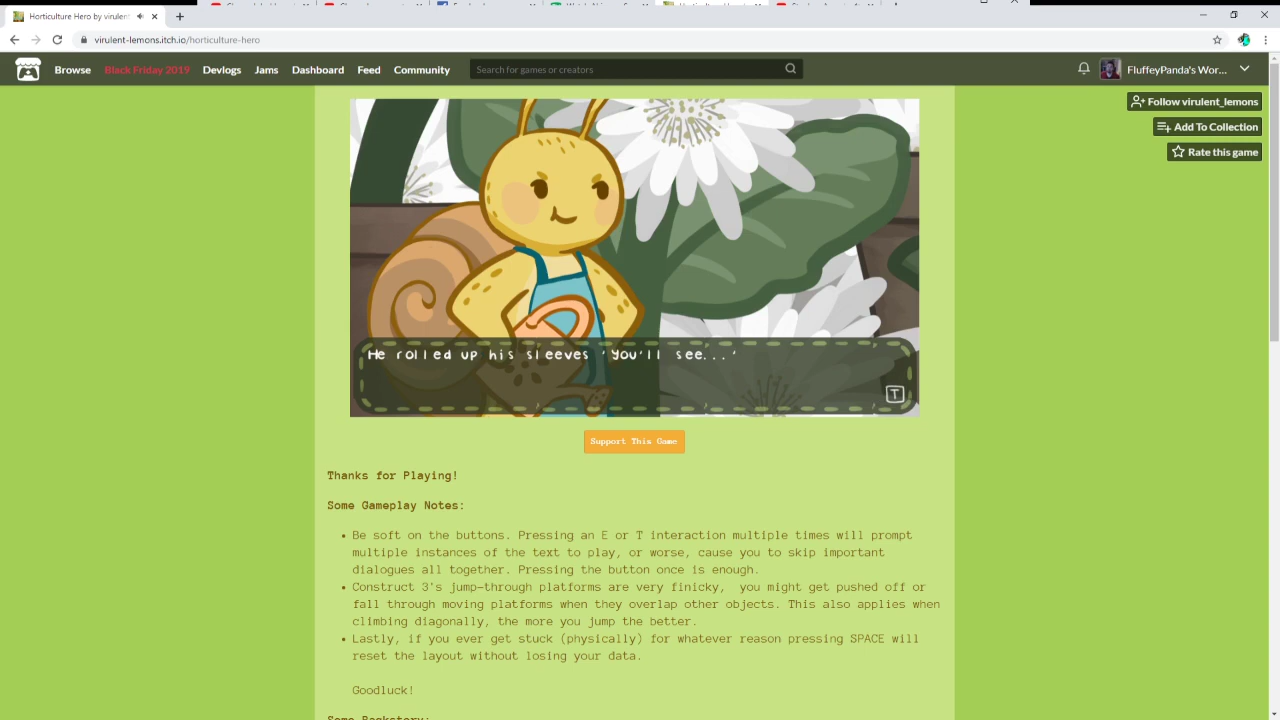 Horticulture Hero by virulent
virulent-lemons.itch.io/horticulture-hero
Browse Black Friday 2019 Devlogs Jams Dashboard Feed Community Search for games or creators FluffeyPanda's Wor...
Follow virulent_lemons
Add To Collection
Rate this game
He rolled up his sleeves 'You'll see...'
T
Support This Game
Thanks for Playing!
Some Gameplay Notes:
• Be soft on the buttons. Pressing an E or T interaction multiple times will prompt
multiple instances of the text to play, or worse, cause you to skip important
dialogues all together. Pressing the button once is enough.
• Construct 3's jump-through platforms are very finicky, you might get pushed off or
fall through moving platforms when they overlap other objects. This also applies when
climbing diagonally, the more you jump the better.
• Lastly, if you ever get stuck (physically) for whatever reason pressing SPACE will
reset the layout without losing your data.
Goodluck!
Some Backstory: